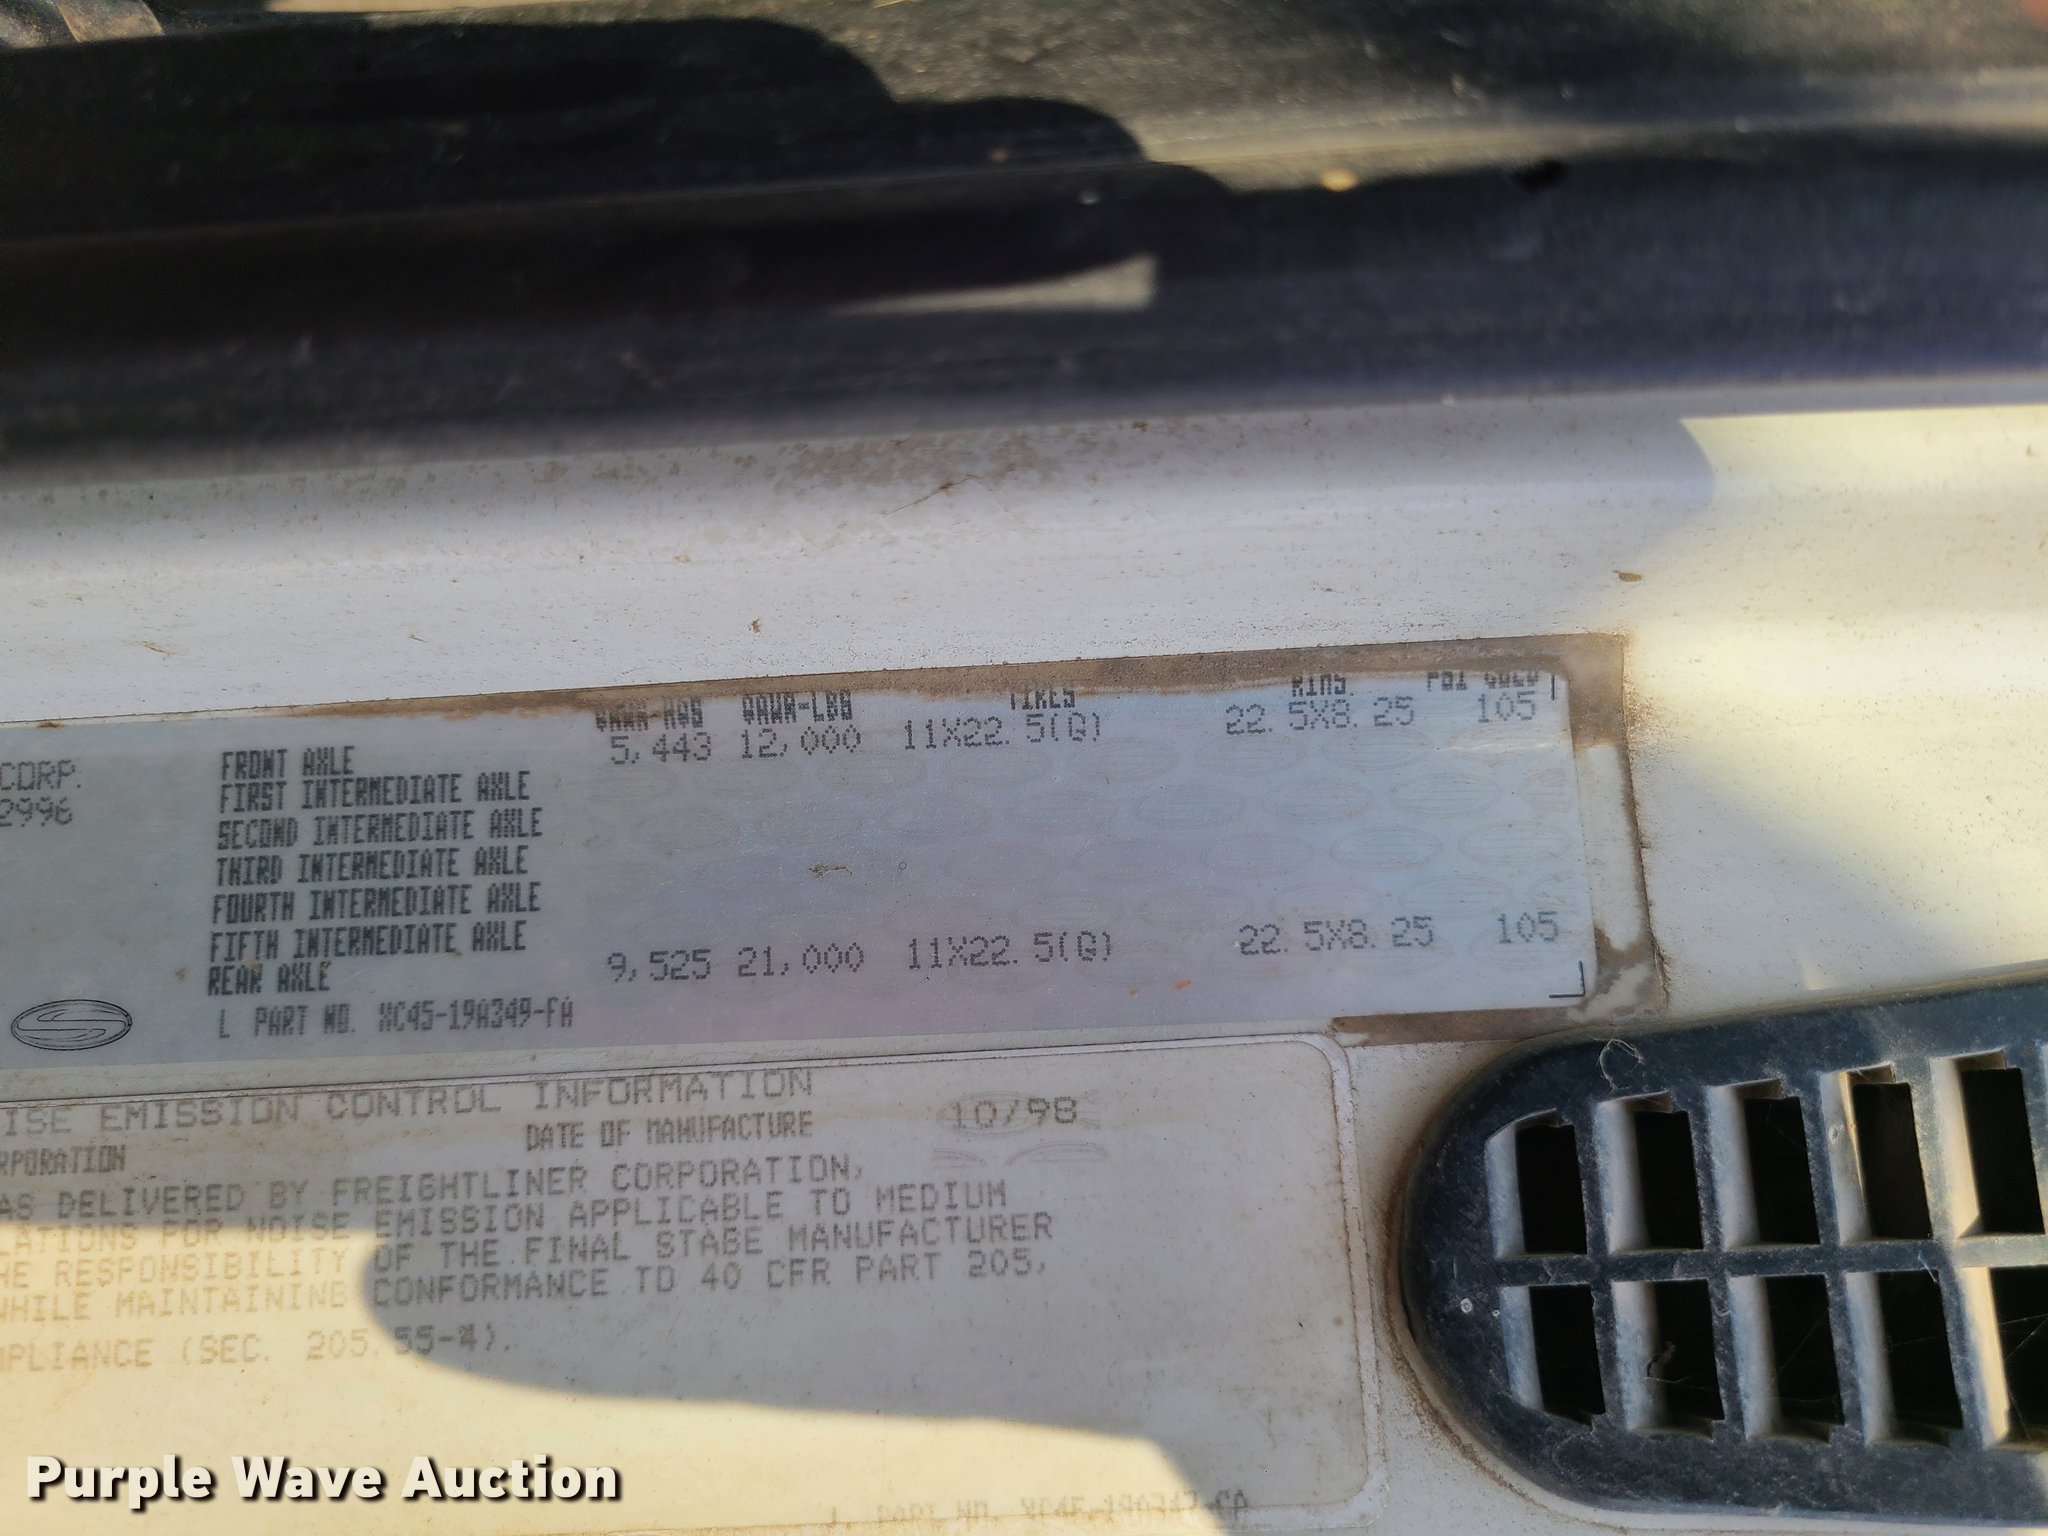 GAWR-KGS GAWR-LBS TIRES RIMS PSI COLD
FRONT AXLE 5,443 12,000 11X22.5(G) 22.5X8.25 105
CORP.
FIRST INTERMEDIATE AXLE
2996
SECOND INTERMEDIATE AXLE
THIRD INTERMEDIATE AXLE
FOURTH INTERMEDIATE AXLE
FIFTH INTERMEDIATE AXLE
REAR AXLE 9,525 21,000 11X22.5(G) 22.5X8.25 105
L PART NO. XC45-19A349-FA
ISE EMISSION CONTROL INFORMATION
RPORATION DATE OF MANUFACTURE 10/98
AS DELIVERED BY FREIGHTLINER CORPORATION,
ATIONS FOR NOISE EMISSION APPLICABLE TO MEDIUM
HE RESPONSIBILITY OF THE FINAL STAGE MANUFACTURER
WHILE MAINTAINING CONFORMANCE TO 40 CFR PART 205,
MPLIANCE (SEC. 205.55-4).
PART NO.
Purple Wave Auction